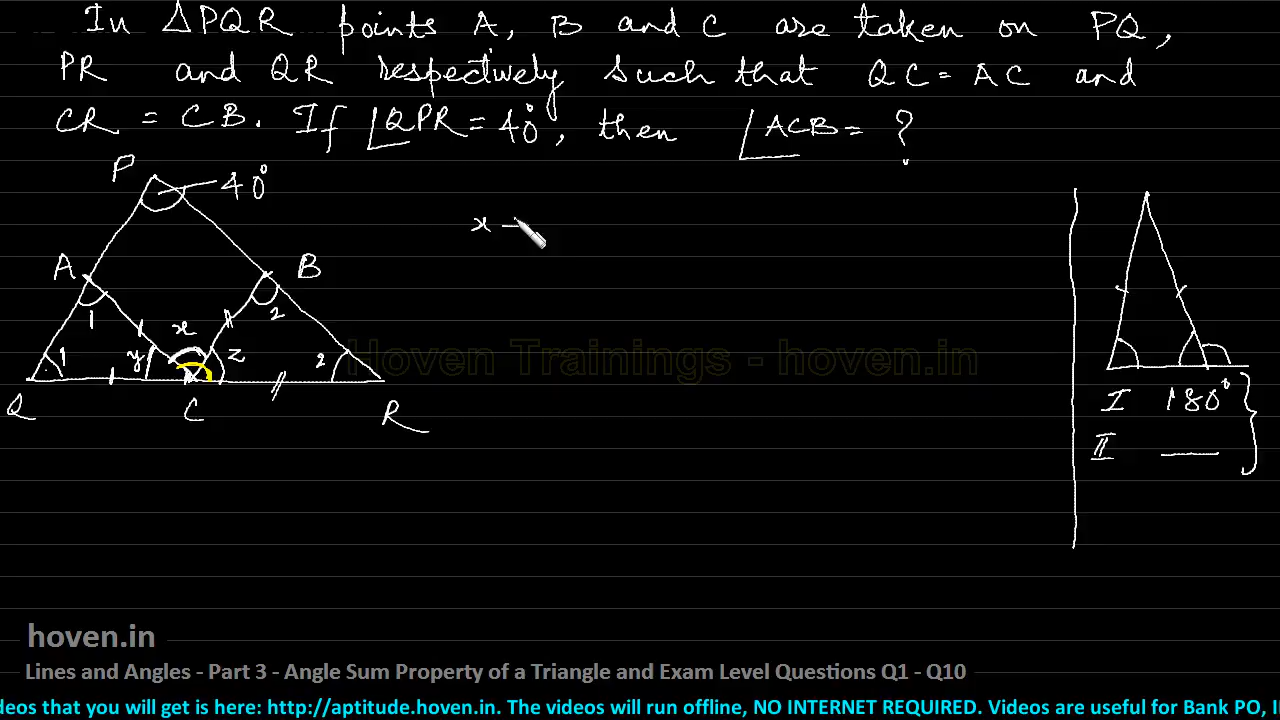 In △PQR points A, B and C are taken on PQ,
PR and QR respectively such that QC = AC and
CR = CB. If ∠QPR = 40°, then ∠ACB = ?
P
40°
x -
A
B
1
2
x
1
y
z
2
Q
C
R
I 180°
II
Hoven Trainings - hoven.in
hoven.in
Lines and Angles - Part 3 - Angle Sum Property of a Triangle and Exam Level Questions Q1 - Q10
deos that you will get is here: http://aptitude.hoven.in. The videos will run offline, NO INTERNET REQUIRED. Videos are useful for Bank PO, I